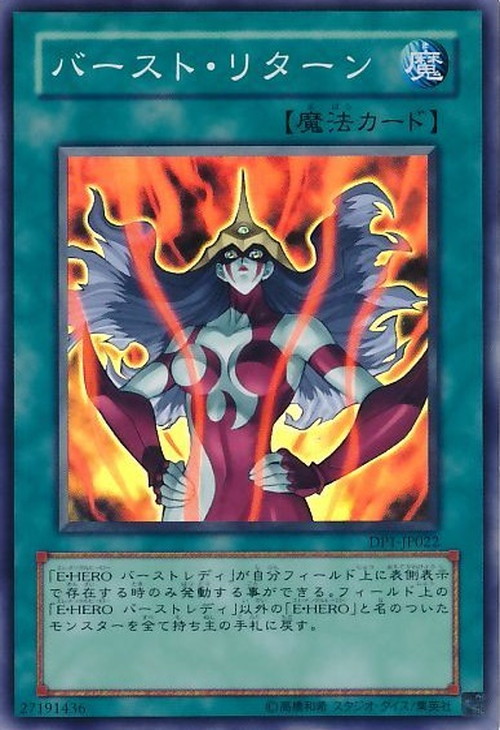 バースト・リターン
魔
【魔法カード】
DP1-JP022
「E・HERO バーストレディ」が自分フィールド上に表側表示
で存在する時のみ発動する事ができる。フィールド上の
「E・HERO バーストレディ」以外の「E・HERO」と名のついた
モンスターを全て持ち主の手札に戻す。
27191436
©高橋和希 スタジオ・ダイス/集英社